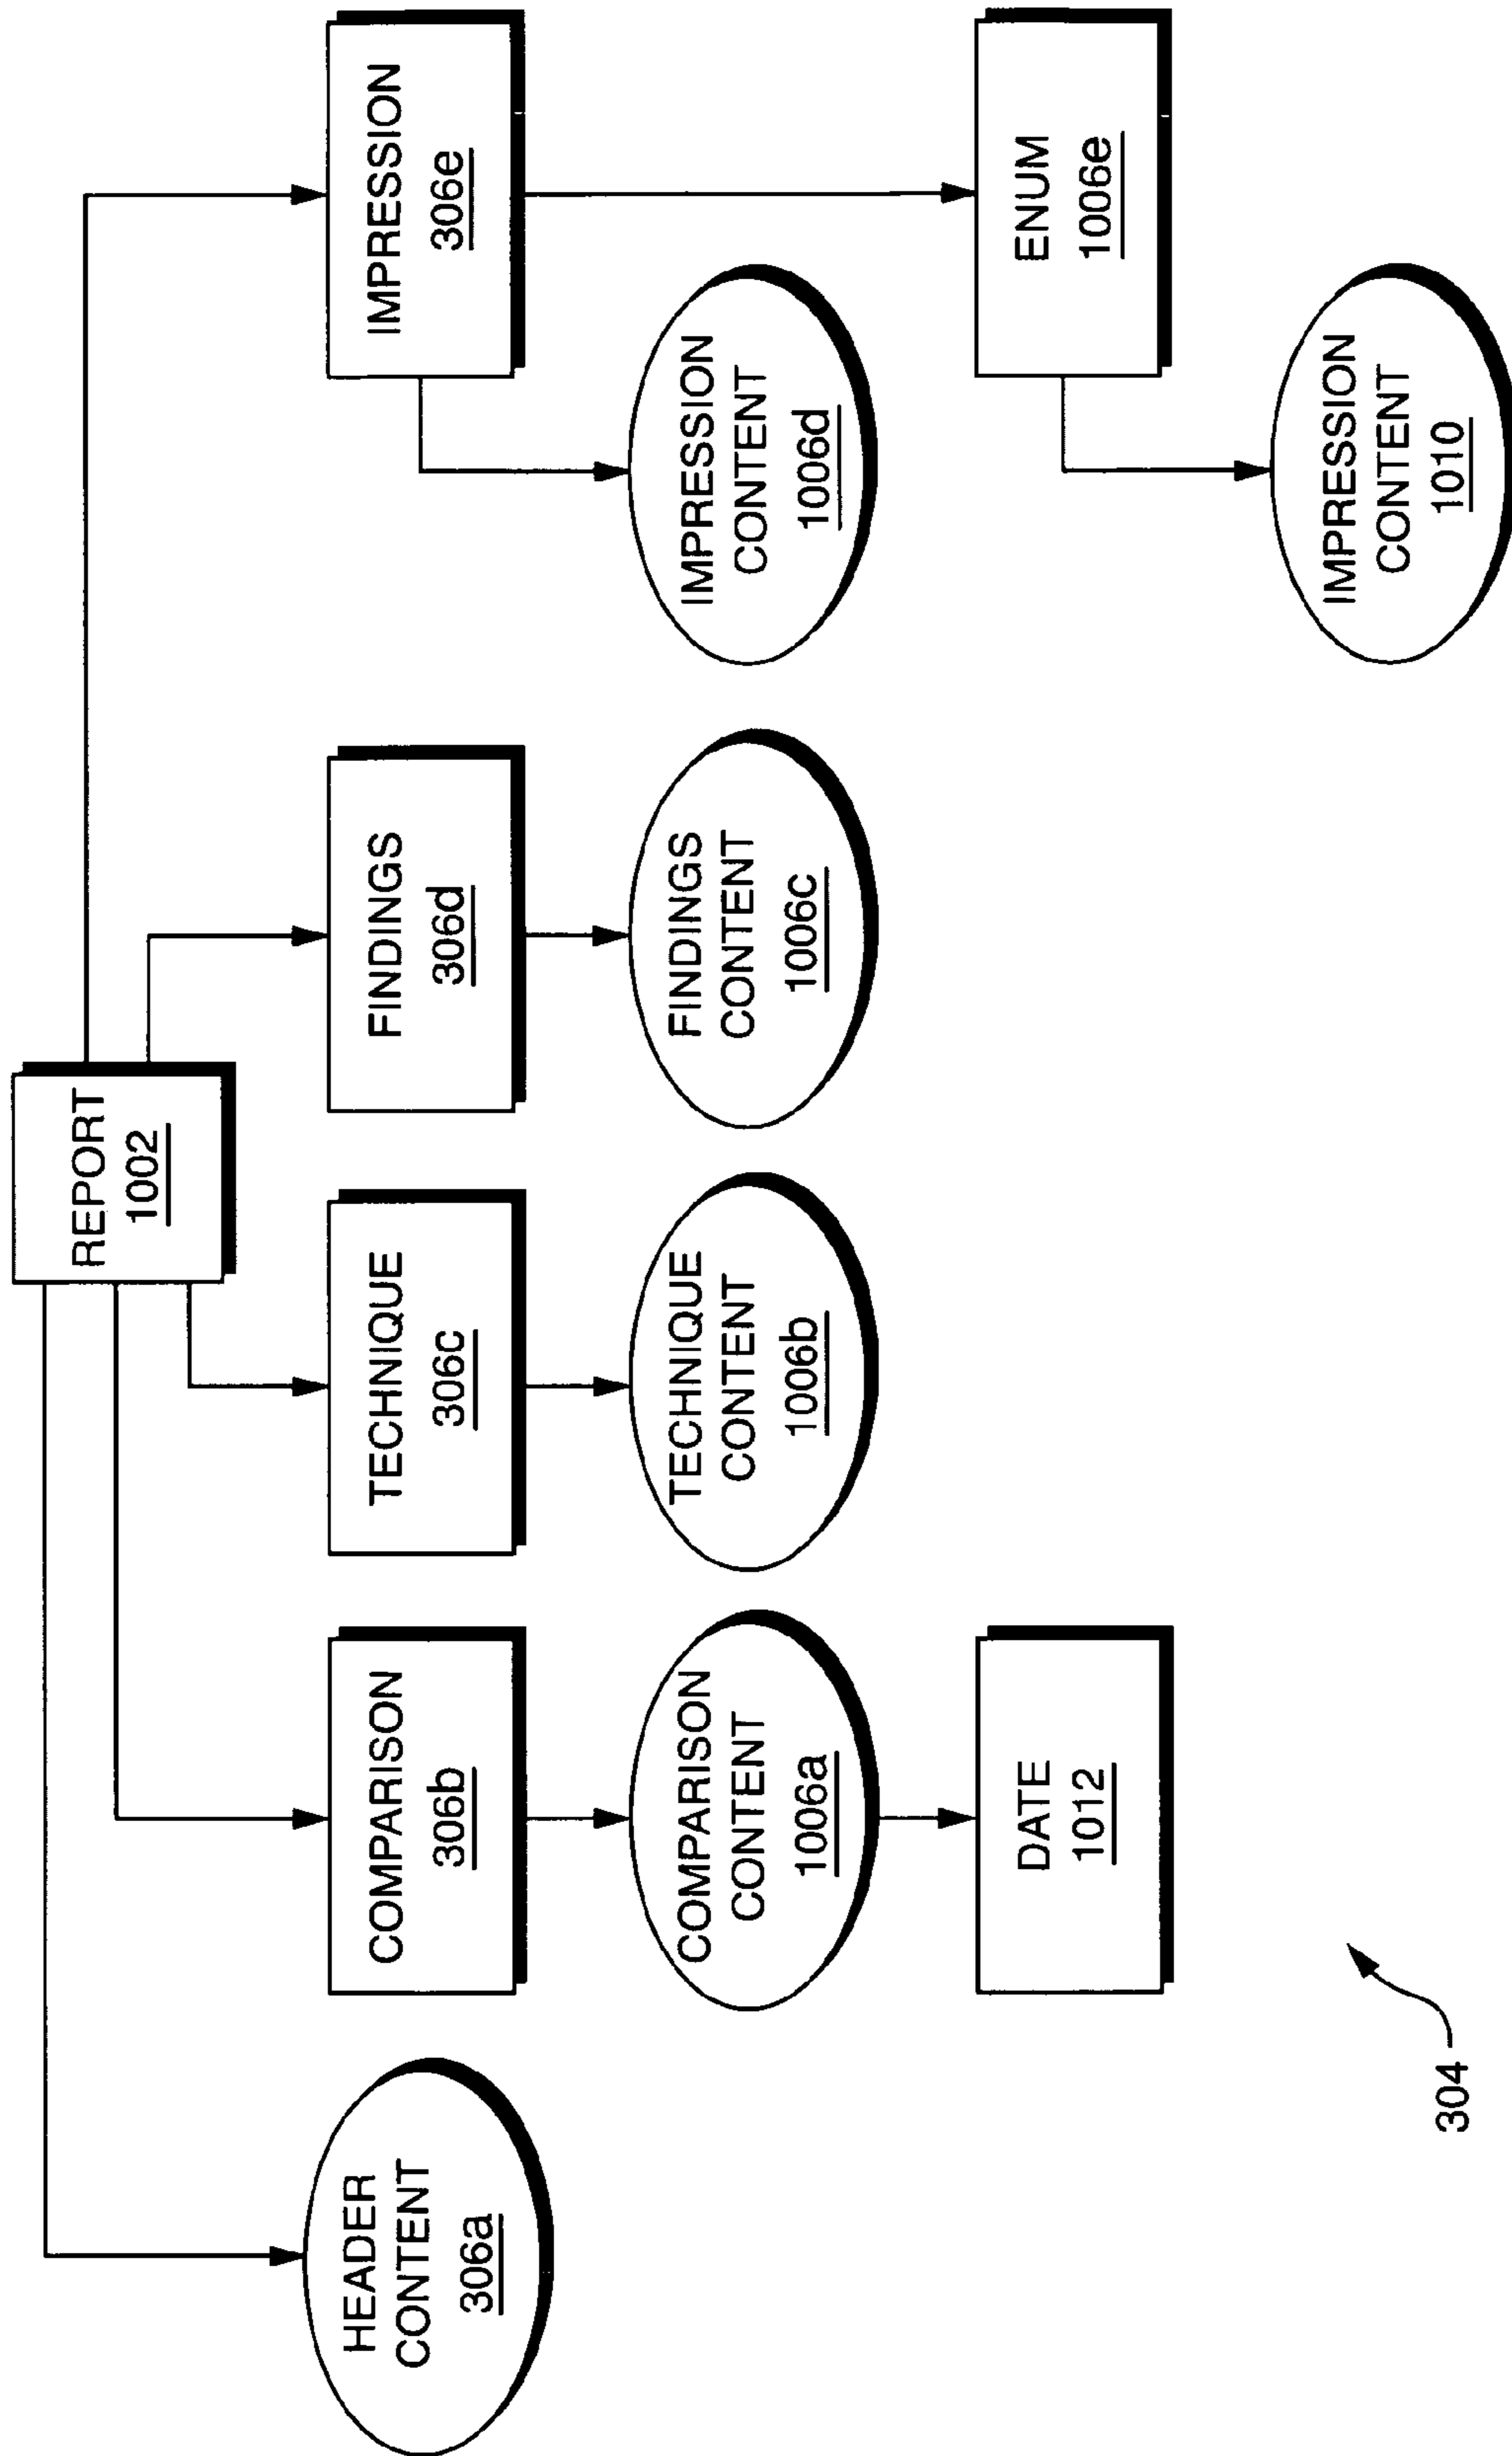 REPORT
1002
HEADER
CONTENT
306a
COMPARISON
306b
TECHNIQUE
306c
FINDINGS
306d
IMPRESSION
306e
COMPARISON
CONTENT
1006a
TECHNIQUE
CONTENT
1006b
FINDINGS
CONTENT
1006c
IMPRESSION
CONTENT
1006d
DATE
1012
ENUM
1006e
IMPRESSION
CONTENT
1010
304